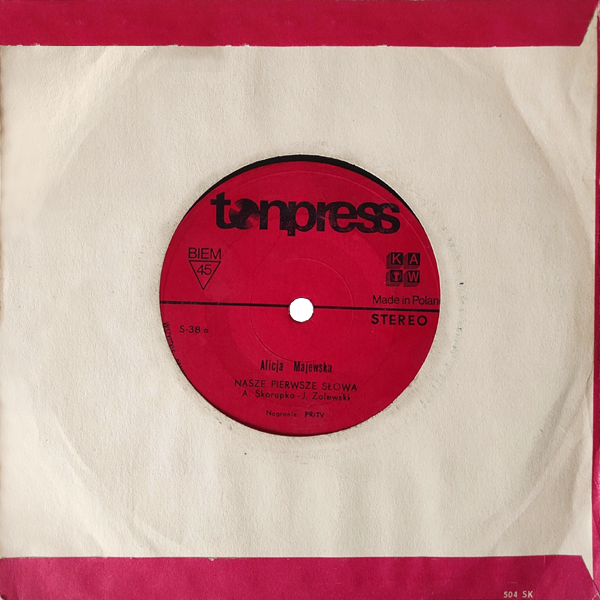 tonpress
BIEM
45
KAW
Made in Poland
STEREO
S-38 a
Alicja Majewska
NASZE PIERWSZE SŁOWA
A. Skorupka - J. Zalewski
Nagranie: PR/TV
504 SK